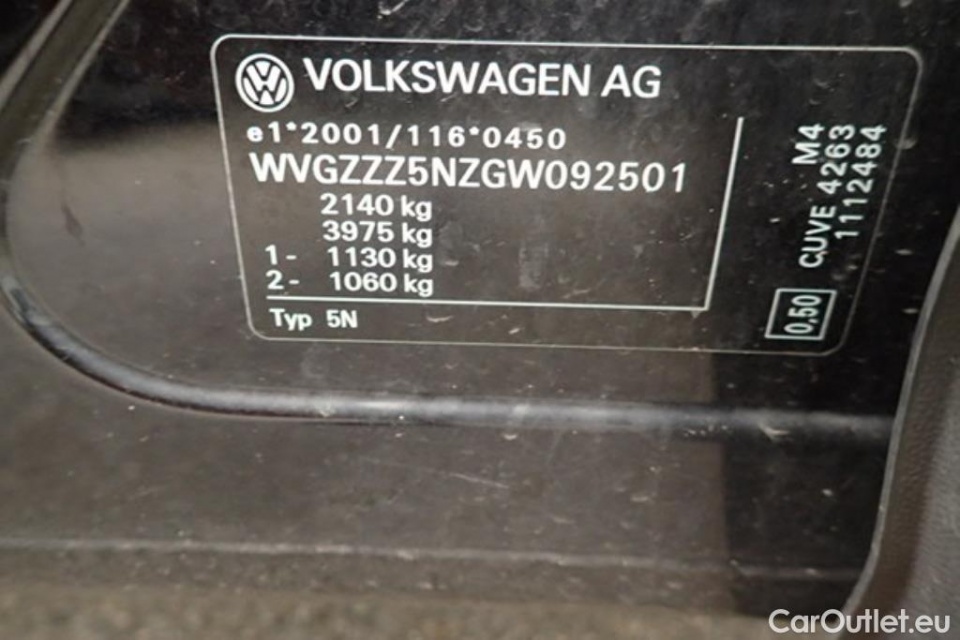 VOLKSWAGEN AG
e1*2001/116*0450
WVGZZZ5NZGW092501
2140 kg
3975 kg
1- 1130 kg
2- 1060 kg
Typ 5N
M4
CUVE 4263
1112484
0,50
CarOutlet.eu